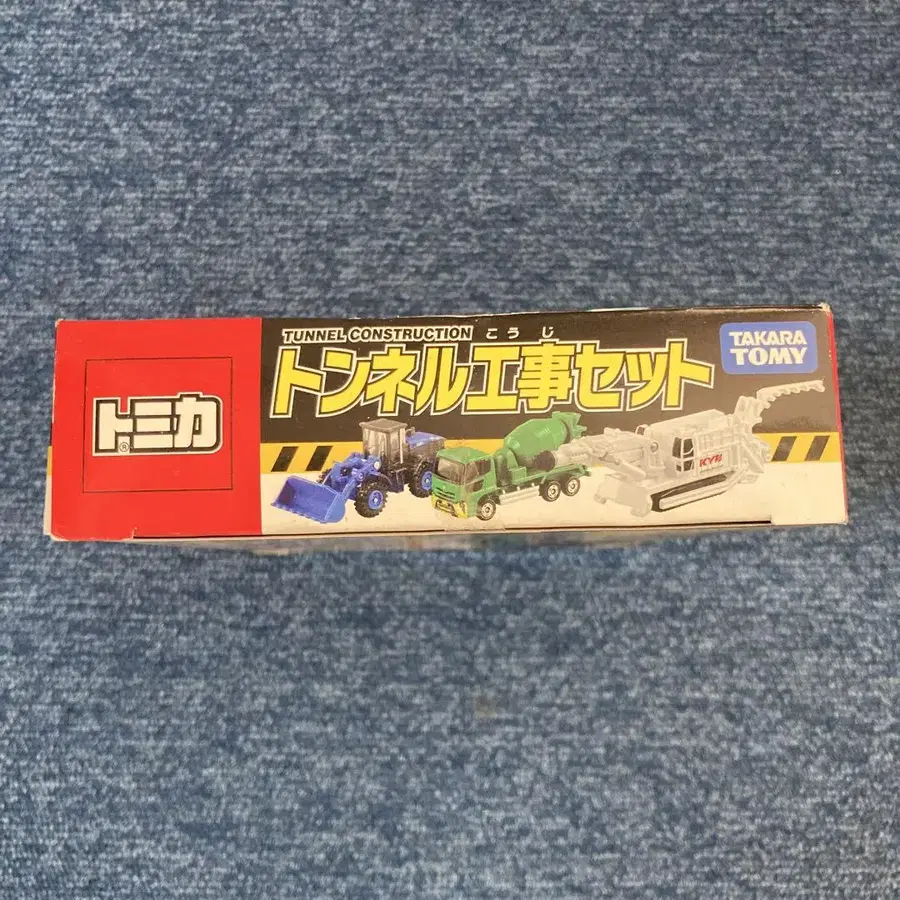 トミカ
®
TUNNEL CONSTRUCTION こうじ
トンネル工事セット
TAKARA
TOMY
KYB